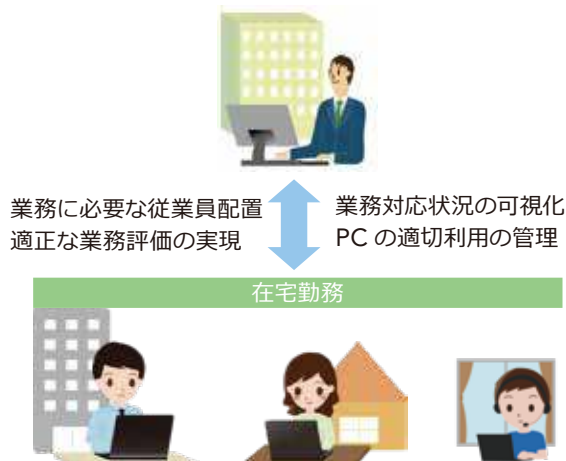 業務に必要な従業員配置
適正な業務評価の実現
業務対応状況の可視化
PC の適切利用の管理
在宅勤務